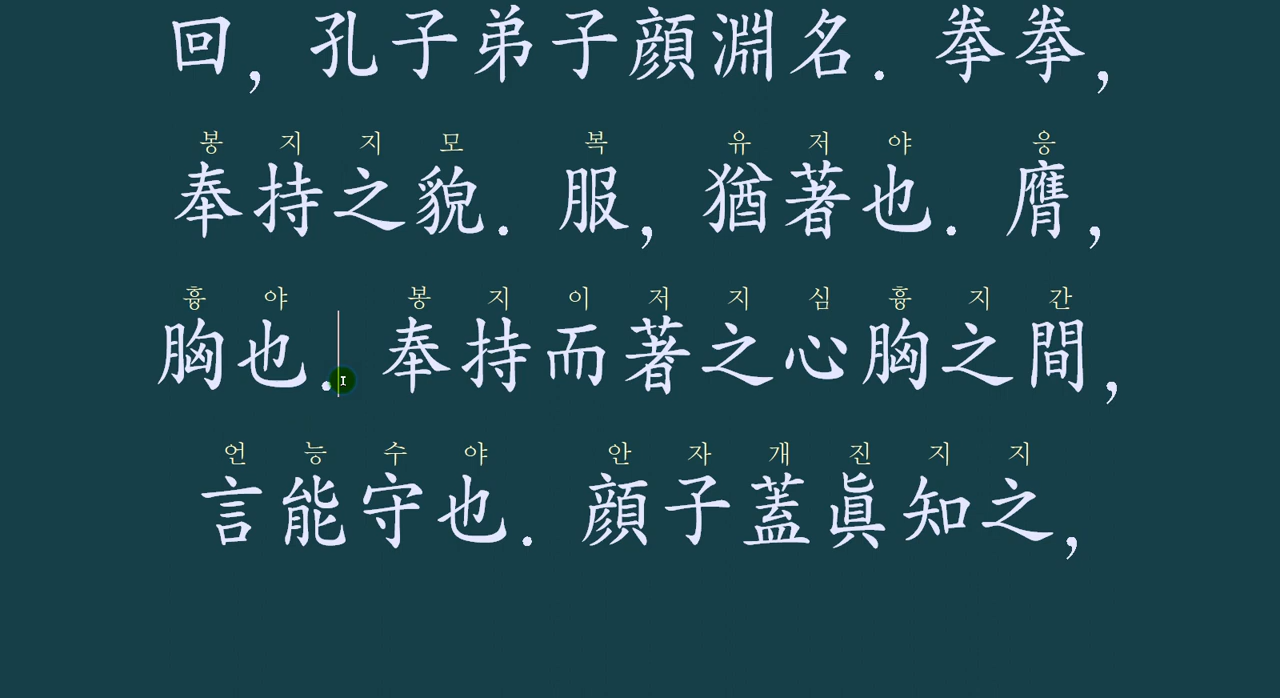 回, 孔子弟子顔淵名. 拳拳,
봉 지 지 모 복 유 저 야 응
奉持之貌. 服, 猶著也. 膺,
흉 야 봉 지 이 저 지 심 흉 지 간
胸也. 奉持而著之心胸之間,
언 능 수 야 안 자 개 진 지 지
言能守也. 顔子蓋眞知之,